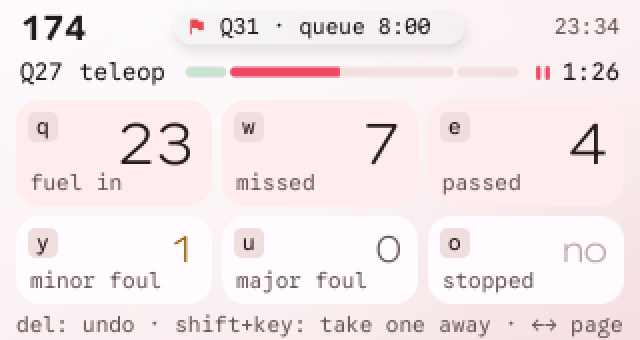 174 Q31 · queue 8:00 23:34
Q27 teleop 1:26
q 23 w 7 e 4
fuel in missed passed
y 1 u 0 o no
minor foul major foul stopped
del: undo · shift+key: take one away · ↔ page